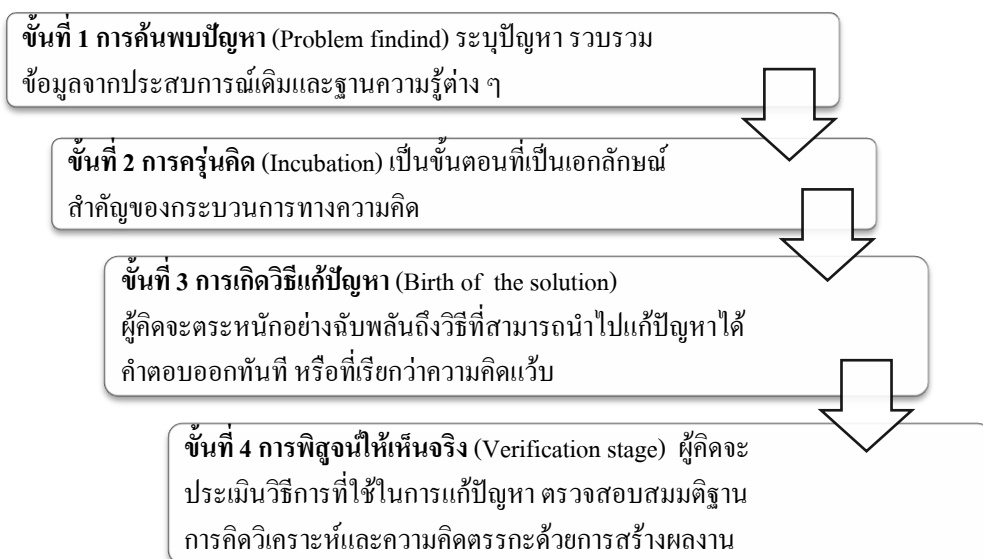 ขั้นที่ 1 การค้นพบปัญหา (Problem findind) ระบุปัญหา รวบรวม
ข้อมูลจากประสบการณ์เดิมและฐานความรู้ต่าง ๆ
ขั้นที่ 2 การครุ่นคิด (Incubation) เป็นขั้นตอนที่เป็นเอกลักษณ์
สำคัญของกระบวนการทางความคิด
ขั้นที่ 3 การเกิดวิธีแก้ปัญหา (Birth of the solution)
ผู้คิดจะตระหนักอย่างฉับพลันถึงวิธีที่สามารถนำไปแก้ปัญหาได้
คำตอบออกทันที หรือที่เรียกว่าความคิดแว้บ
ขั้นที่ 4 การพิสูจน์ให้เห็นจริง (Verification stage) ผู้คิดจะ
ประเมินวิธีการที่ใช้ในการแก้ปัญหา ตรวจสอบสมมติฐาน
การคิดวิเคราะห์และความคิดตรรกะด้วยการสร้างผลงาน